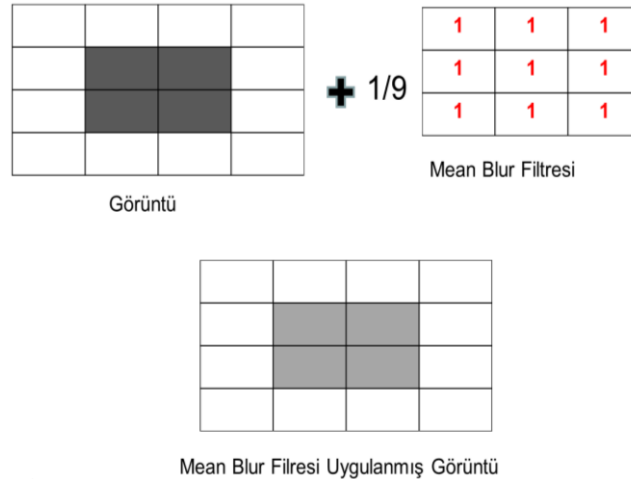 1 1 1
1/9 1 1 1
1 1 1
Mean Blur Filtresi
Görüntü
Mean Blur Filresi Uygulanmış Görüntü